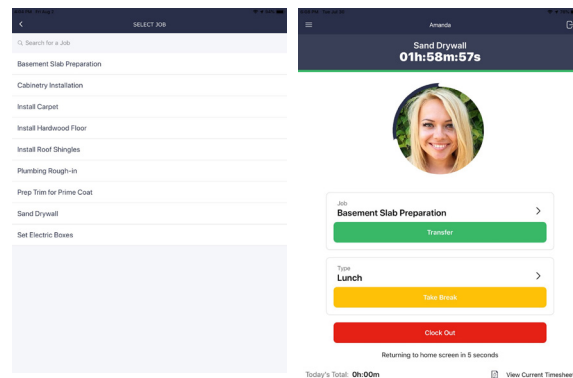 SELECT JOB
Search for a Job
Basement Slab Preparation
Cabinetry Installation
Install Carpet
Install Hardwood Floor
Install Roof Shingles
Plumbing Rough-in
Prep Trim for Prime Coat
Sand Drywall
Set Electric Boxes
Amanda
Sand Drywall
01h:58m:57s
Job
Basement Slab Preparation
Transfer
Type
Lunch
Take Break
Clock Out
Returning to home screen in 5 seconds
Today's Total: 0h:00m
View Current Timesheet